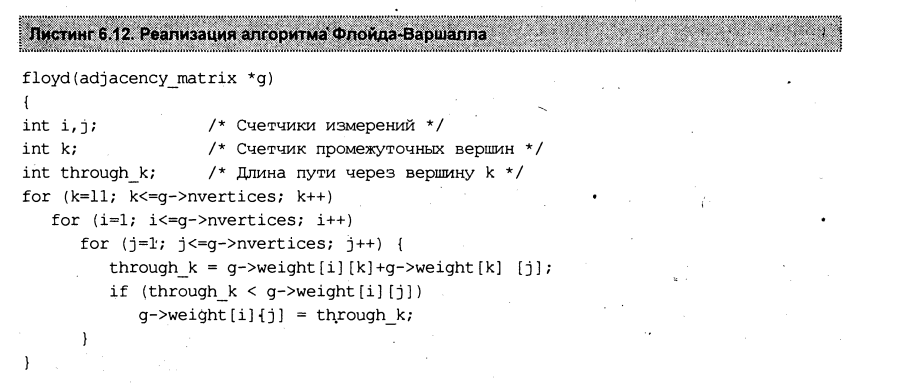 Листинг 6.12. Реализация алгоритма Флойда-Варшалла
floyd(adjacency_matrix *g)
{
int i,j; /* Счетчики измерений */
int k; /* Счетчик промежуточных вершин */
int through_k; /* Длина пути через вершину k */
for (k=l1; k<=g->nvertices; k++)
for (i=1; i<=g->nvertices; i++)
for (j=1; j<=g->nvertices; j++) {
through_k = g->weight[i][k]+g->weight[k] [j];
if (through_k < g->weight[i][j])
g->weight[i{j] = through_k;
}
}